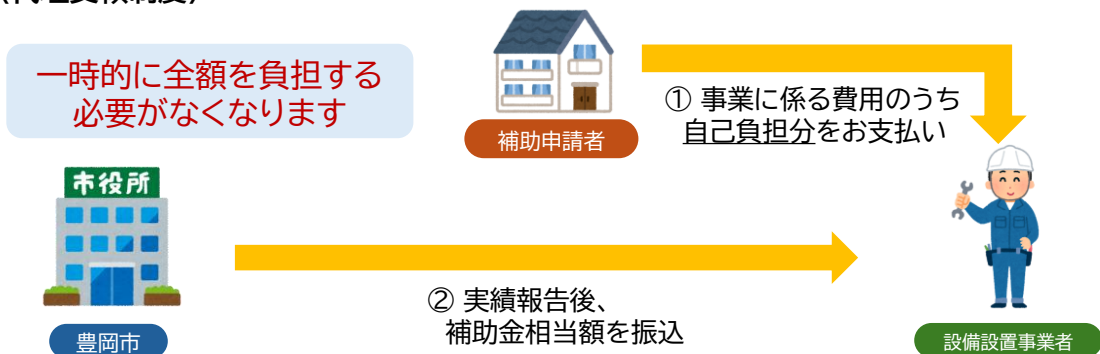 一時的に全額を負担する
必要がなくなります
補助申請者
① 事業に係る費用のうち
自己負担分をお支払い
市役所
豊岡市
② 実績報告後、
補助金相当額を振込
設備設置事業者